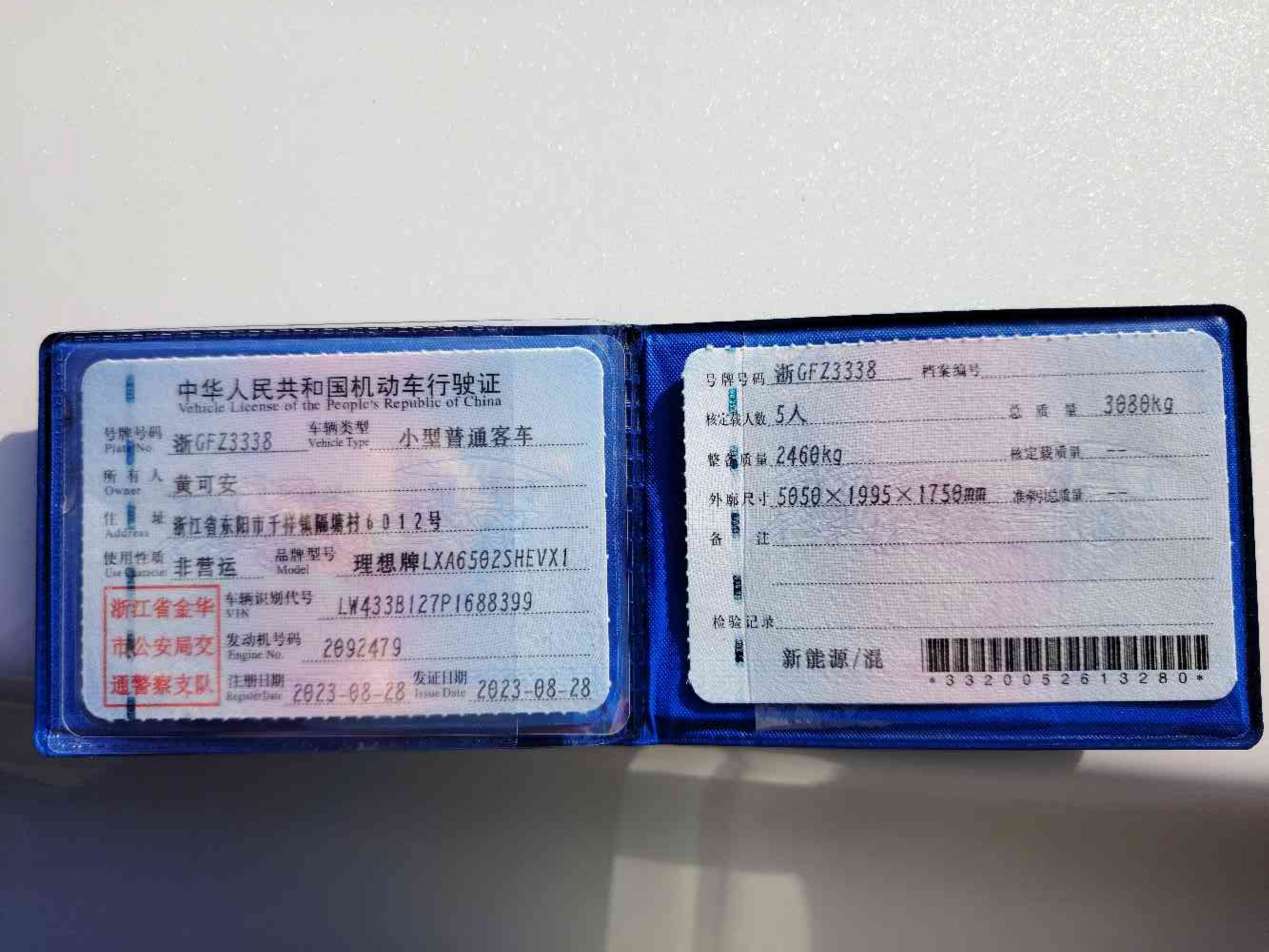 中华人民共和国机动车行驶证
Vehicle License of the People's Republic of China
号牌号码 浙GFZ3338 车辆类型 小型普通客车
Plate No. Vehicle Type
所有人 黄可安
Owner
住址 浙江省东阳市千祥镇隔塘村6012号
Address
使用性质 非营运 品牌型号 理想牌LXA6502SHEVX1
Use Character Model
浙江省金华
市公安局交
通警察支队
车辆识别代号 LW433B127P1688399
VIN
发动机号码 2092479
Engine No.
注册日期 2023-08-28 发证日期 2023-08-28
Register Date Issue Date
号牌号码 浙GFZ3338 档案编号
核定载人数 5人 总质量 3080kg
整备质量 2460kg 核定载质量 --
外廓尺寸 5050×1995×1750mm 准牵引总质量 --
备注
检验记录
新能源/混
*3320052613280*